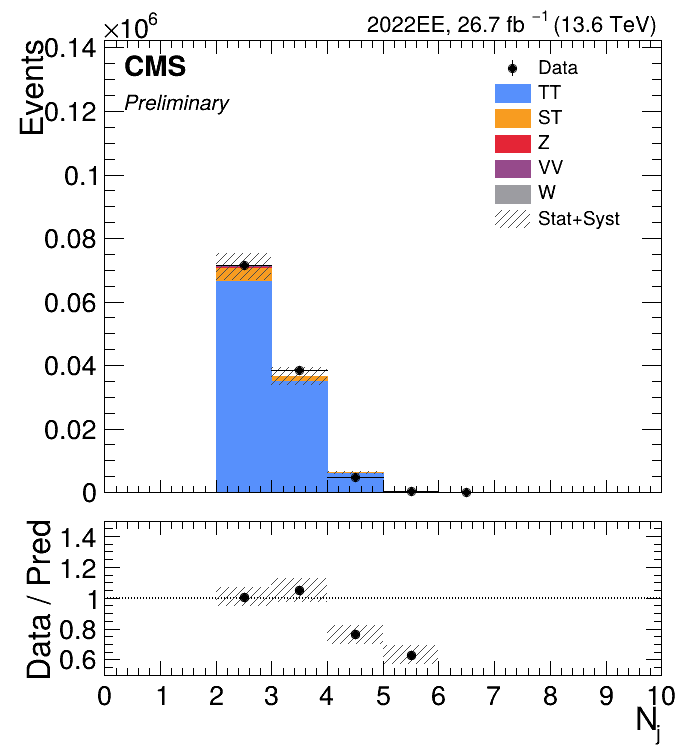 ×10^6
2022EE, 26.7 fb^-1 (13.6 TeV)
Events
0.14
0.12
0.1
0.08
0.06
0.04
0.02
0
CMS
Preliminary
Data
TT
ST
Z
VV
W
Stat+Syst
Data / Pred
1.4
1.2
1
0.8
0.6
0 1 2 3 4 5 6 7 8 9 10
N_j